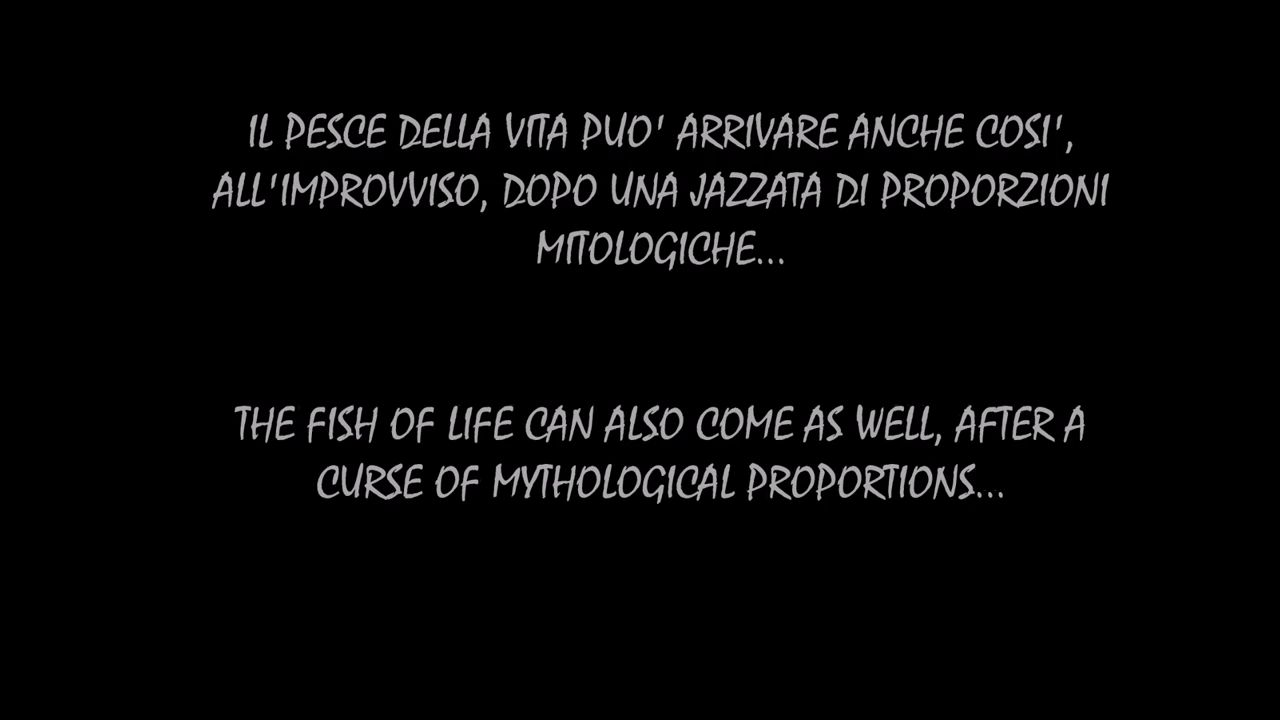 IL PESCE DELLA VITA PUO' ARRIVARE ANCHE COSI',
ALL'IMPROVVISO, DOPO UNA JAZZATA DI PROPORZIONI
MITOLOGICHE...
THE FISH OF LIFE CAN ALSO COME AS WELL, AFTER A
CURSE OF MYTHOLOGICAL PROPORTIONS...